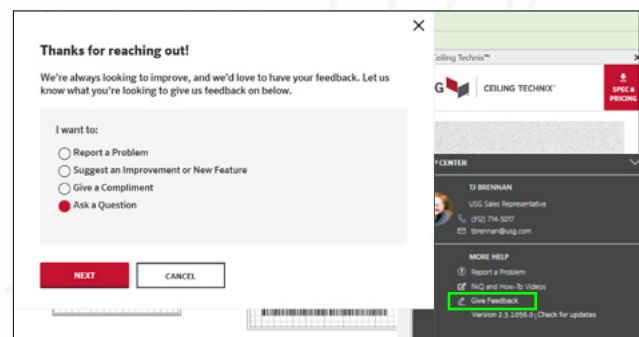 Thanks for reaching out!
We're always looking to improve, and we'd love to have your feedback. Let us
know what you're looking to give us feedback on below.
I want to:
Report a Problem
Suggest an Improvement or New Feature
Give a Compliment
Ask a Question
NEXT
CANCEL
Ceiling Technix™
G CEILING TECHNIX™
SPEC &
PRICING
P CENTER
TJ BRENNAN
USG Sales Representative
(312) 714-5017
tbrennan@usg.com
MORE HELP
Report a Problem
FAQ and How-To Videos
Give Feedback
Version 2.3.1056.0 | Check for updates